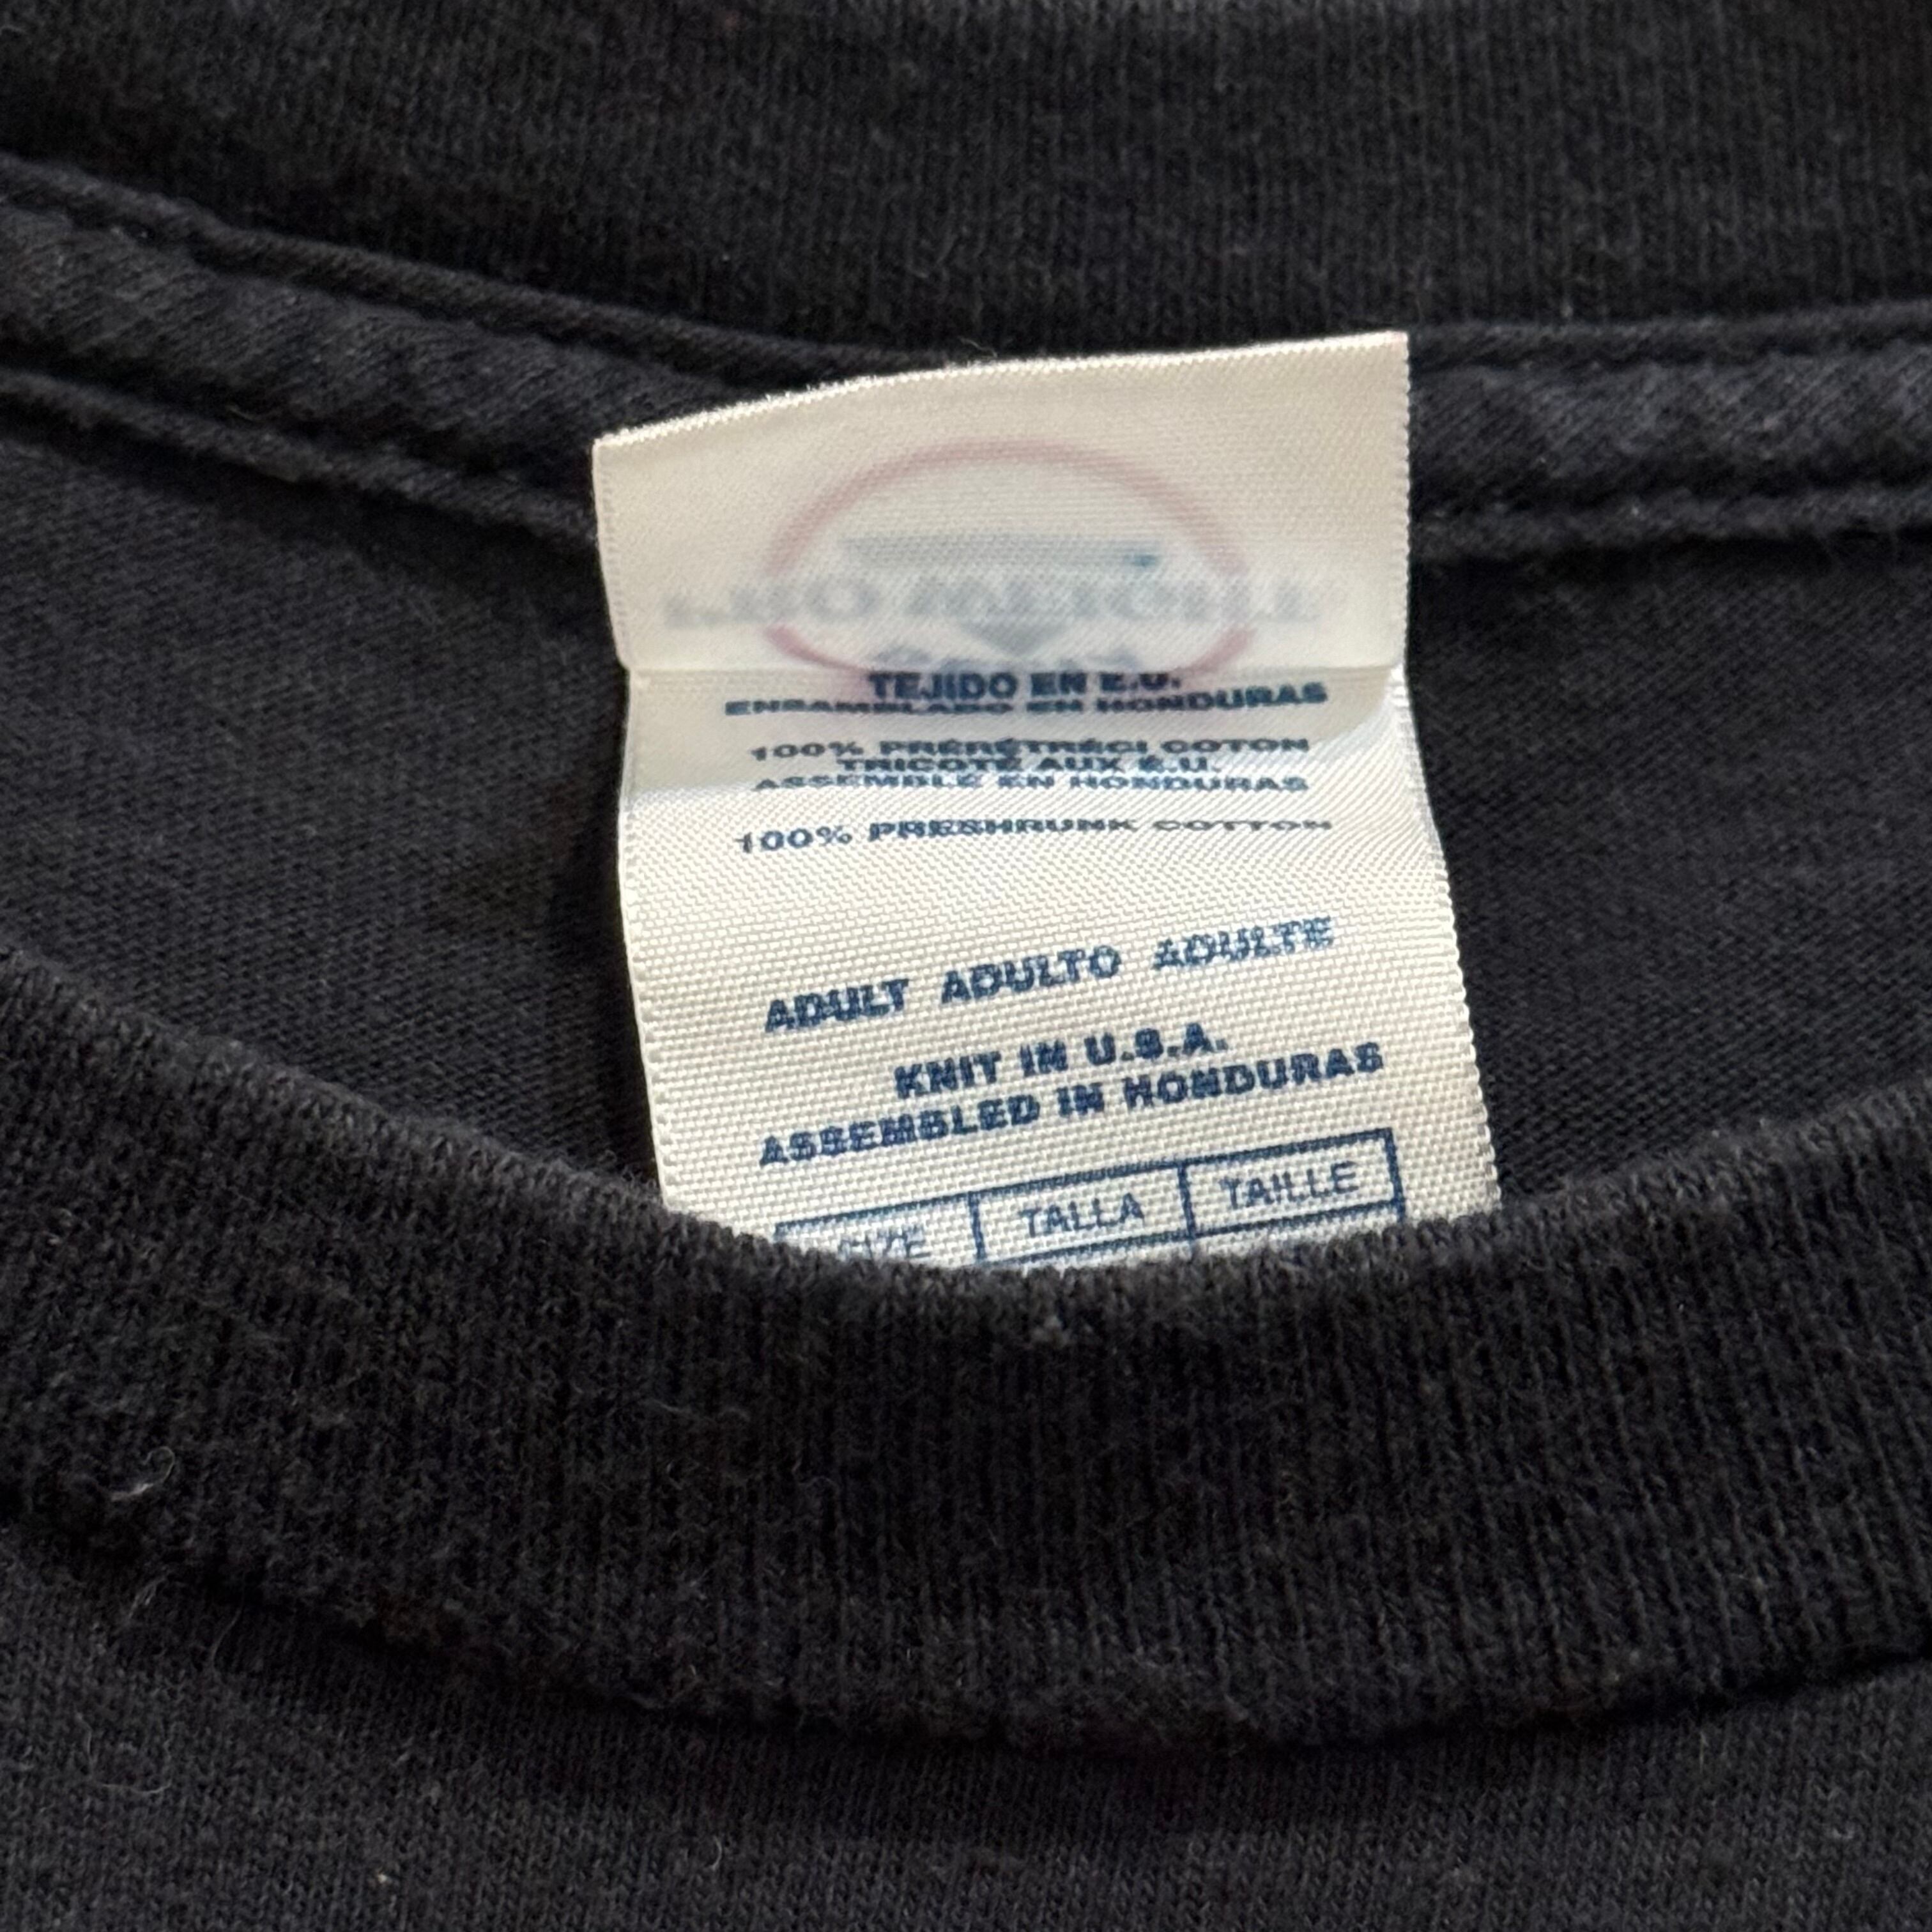 TEJIDO EN E.U.
ENSAMBLADO EN HONDURAS
100% PRÉRÉTRÉCI COTON
TRICOTÉ AUX É.U.
ASSEMBLÉ EN HONDURAS
100% PRESHRUNK COTTON
ADULT ADULTO ADULTE
KNIT IN U.S.A.
ASSEMBLED IN HONDURAS
SIZE TALLA TAILLE